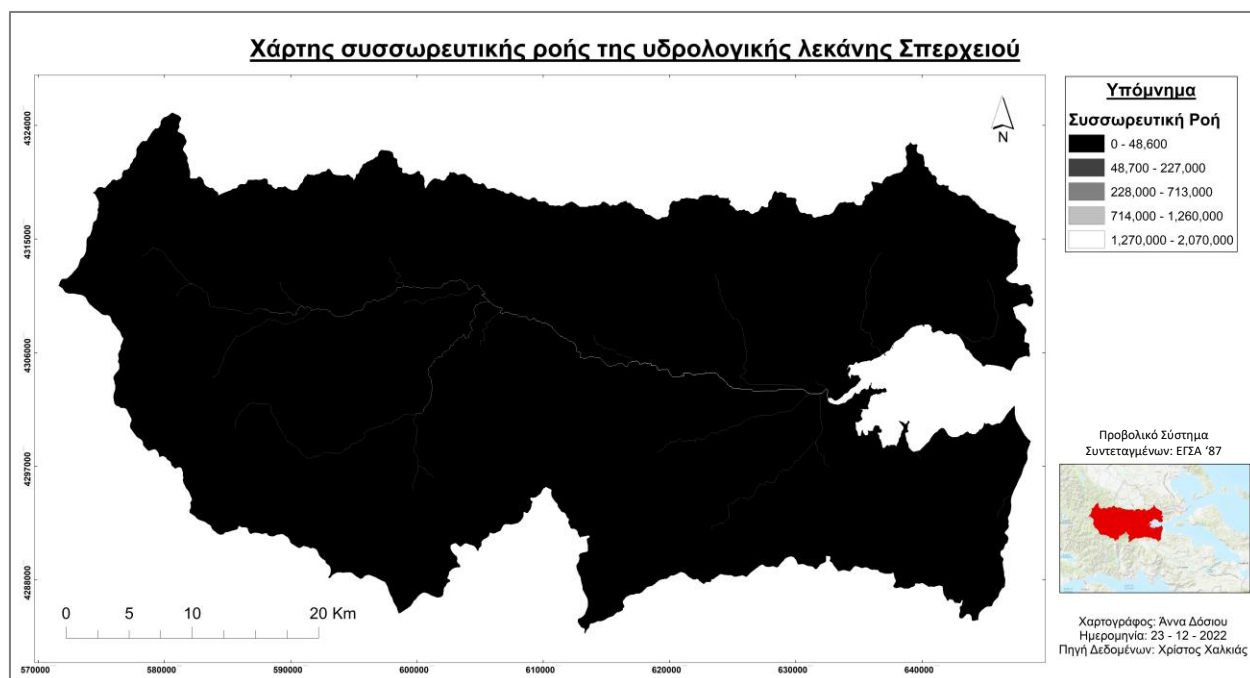 Χάρτης συσσωρευτικής ροής της υδρολογικής λεκάνης Σπερχειού
4324000
4315000
4306000
4297000
4288000
570000
580000
590000
600000
610000
620000
630000
640000
N
0 5 10 20 Km
Υπόμνημα
Συσσωρευτική Ροή
0 - 48,600
48,700 - 227,000
228,000 - 713,000
714,000 - 1,260,000
1,270,000 - 2,070,000
Προβολικό Σύστημα
Συντεταγμένων: ΕΓΣΑ ‘87
Χαρτογράφος: Άννα Δόσιου
Ημερομηνία: 23 - 12 - 2022
Πηγή Δεδομένων: Χρίστος Χαλκιάς